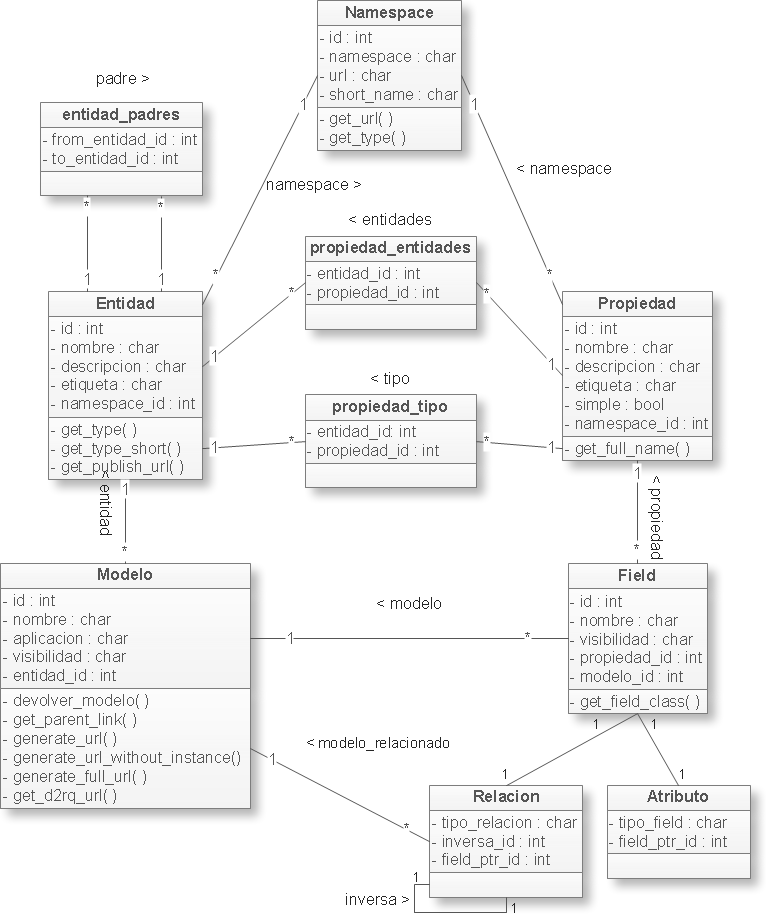 Namespace
- id : int
- namespace : char
- url : char
- short_name : char
- get_url( )
- get_type( )
padre >
entidad_padres
- from_entidad_id : int
- to_entidad_id : int
1
1
namespace >
< namespace
*
*
*
*
1
1
< entidades
propiedad_entidades
- entidad_id : int
- propiedad_id : int
*
*
1
1
Entidad
- id : int
- nombre : char
- descripcion : char
- etiqueta : char
- namespace_id : int
- get_type( )
- get_type_short( )
- get_publish_url( )
Propiedad
- id : int
- nombre : char
- descripcion : char
- etiqueta : char
- simple : bool
- namespace_id : int
- get_full_name( )
< tipo
propiedad_tipo
- entidad_id: int
- propiedad_id : int
1
*
*
1
< entidad
1
*
< propiedad
1
*
Modelo
- id : int
- nombre : char
- aplicacion : char
- visibilidad : char
- entidad_id : int
- devolver_modelo( )
- get_parent_link( )
- generate_url( )
- generate_url_without_instance()
- generate_full_url( )
- get_d2rq_url( )
< modelo
1
*
Field
- id : int
- nombre : char
- visibilidad : char
- propiedad_id : int
- modelo_id : int
- get_field_class( )
< modelo_relacionado
1
*
1
1
1
1
Relacion
- tipo_relacion : char
- inversa_id : int
- field_ptr_id : int
Atributo
- tipo_field : char
- field_ptr_id : int
1
inversa >
1